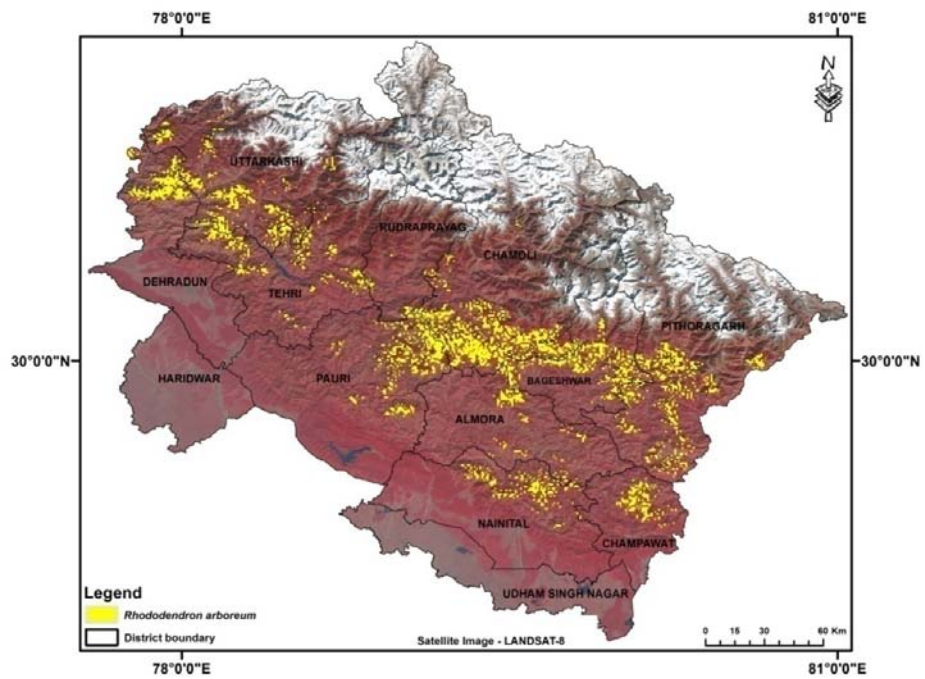 78°0'0"E
81°0'0"E
N
UTTARKASHI
RUDRAPRAYAG
CHAMOLI
DEHRADUN
TEHRI
PITHORAGARH
30°0'0"N
30°0'0"N
HARIDWAR
PAURI
BAGESHWAR
ALMORA
NAINITAL
CHAMPAWAT
UDHAM SINGH NAGAR
Legend
Rhododendron arboreum
District boundary
Satellite Image - LANDSAT-8
0 15 30 60 Km
78°0'0"E
81°0'0"E